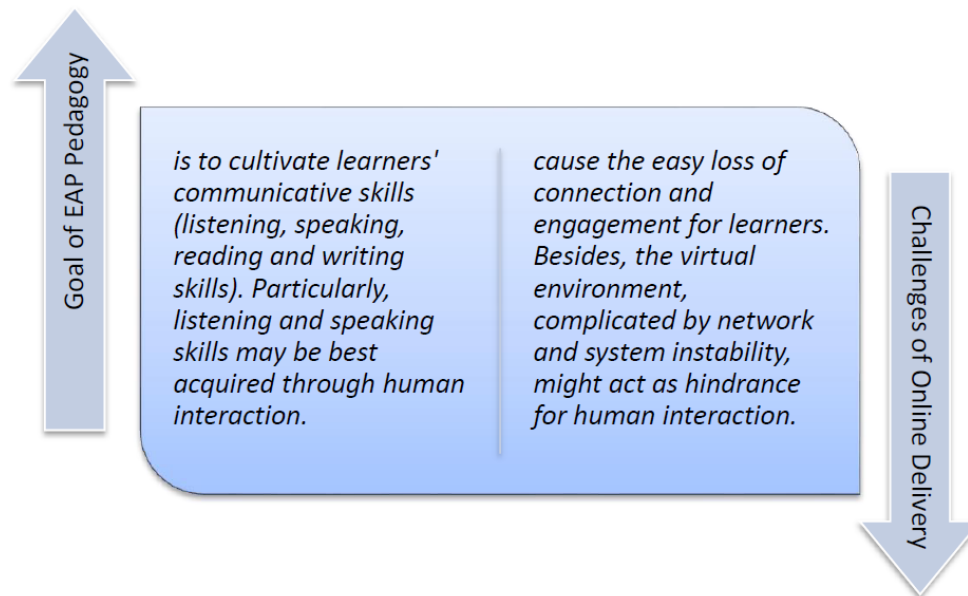 Goal of EAP Pedagogy
is to cultivate learners'
communicative skills
(listening, speaking,
reading and writing
skills). Particularly,
listening and speaking
skills may be best
acquired through human
interaction.
cause the easy loss of
connection and
engagement for learners.
Besides, the virtual
environment,
complicated by network
and system instability,
might act as hindrance
for human interaction.
Challenges of Online Delivery